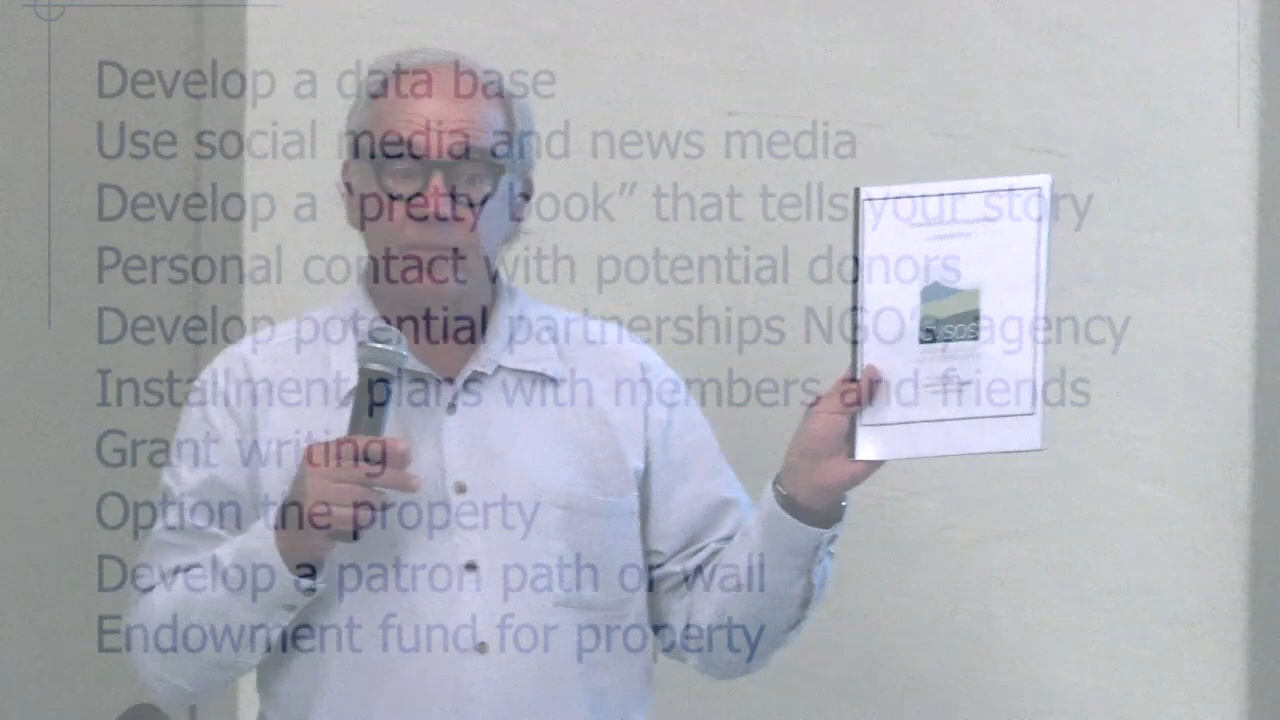 Develop a data base
Use social media and news media
Develop a "pretty book” that tells your story
Personal contact with potential donors
Develop potential partnerships NGO's, agency
Installment plans with members and friends
Grant writing
Option the property
Develop a patron path or wall
Endowment fund for property